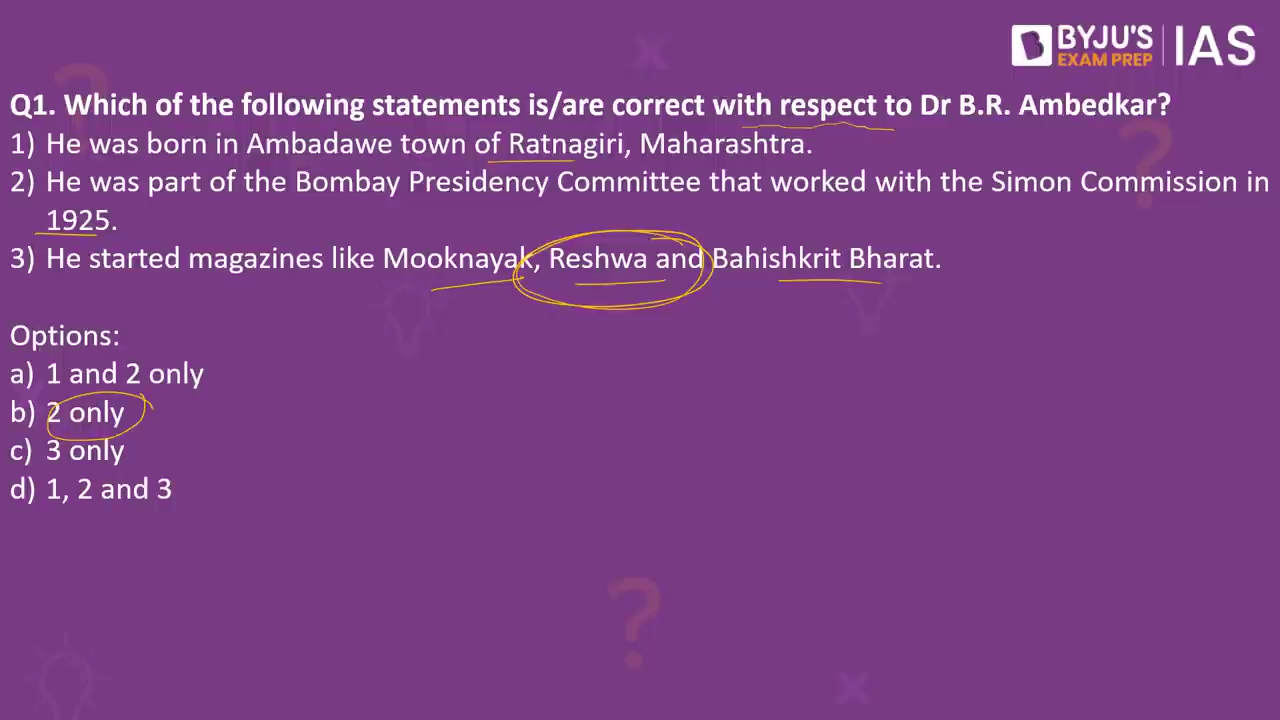 BYJU'S
EXAM PREP
IAS
Q1. Which of the following statements is/are correct with respect to Dr B.R. Ambedkar?
1) He was born in Ambadawe town of Ratnagiri, Maharashtra.
2) He was part of the Bombay Presidency Committee that worked with the Simon Commission in
1925.
3) He started magazines like Mooknayak, Reshwa and Bahishkrit Bharat.
Options:
a) 1 and 2 only
b) 2 only
c) 3 only
d) 1, 2 and 3